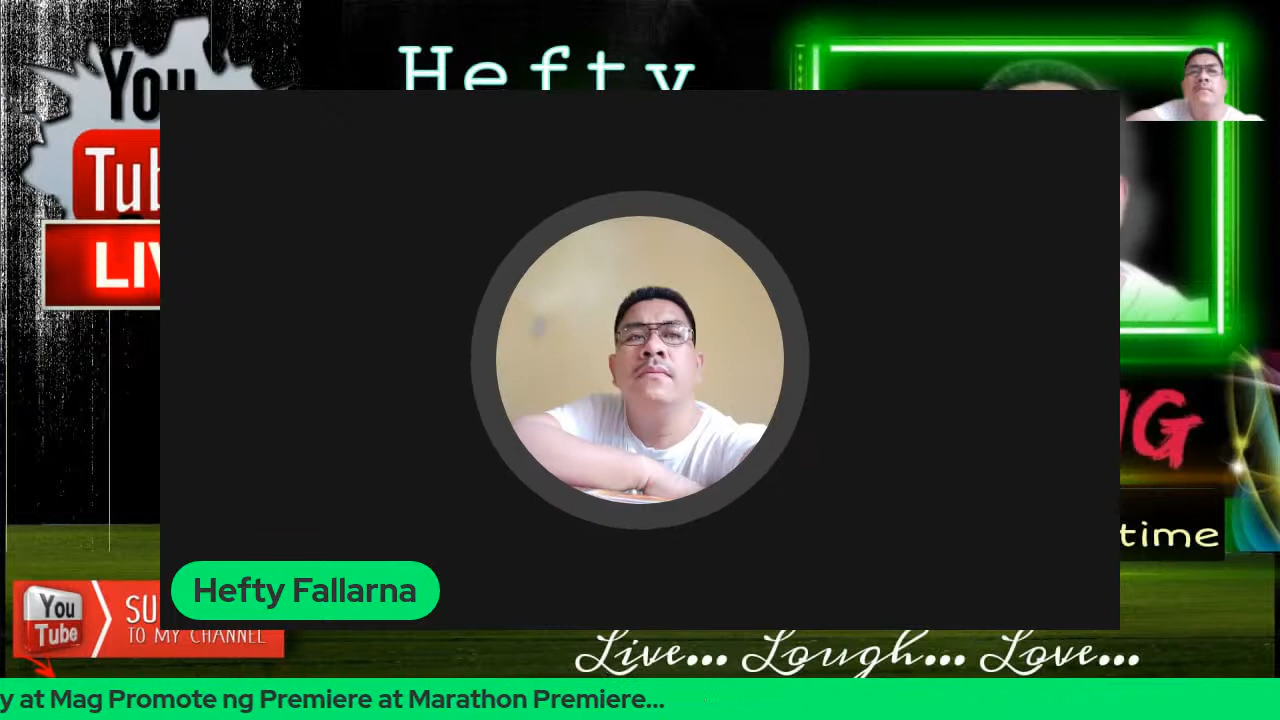 You
Hefty
Tub
LIV
NG
time
Hefty Fallarna
You
Tube
SU
TO MY CHANNEL
Live... Lough... Love...
y at Mag Promote ng Premiere at Marathon Premiere...